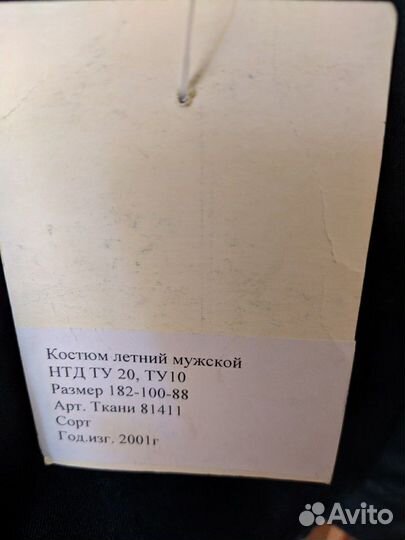 Костюм летний мужской
НТД ТУ 20, ТУ10
Размер 182-100-88
Арт. Ткани 81411
Сорт
Год.изг. 2001г
Avito